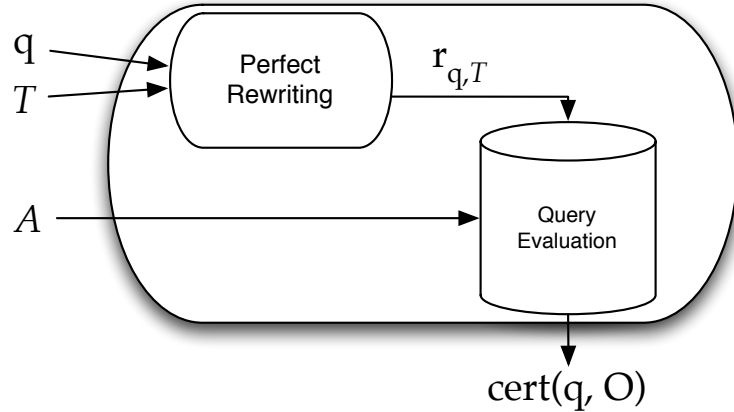 q
T
Perfect
Rewriting
r_{q,T}
A
Query
Evaluation
cert(q, O)